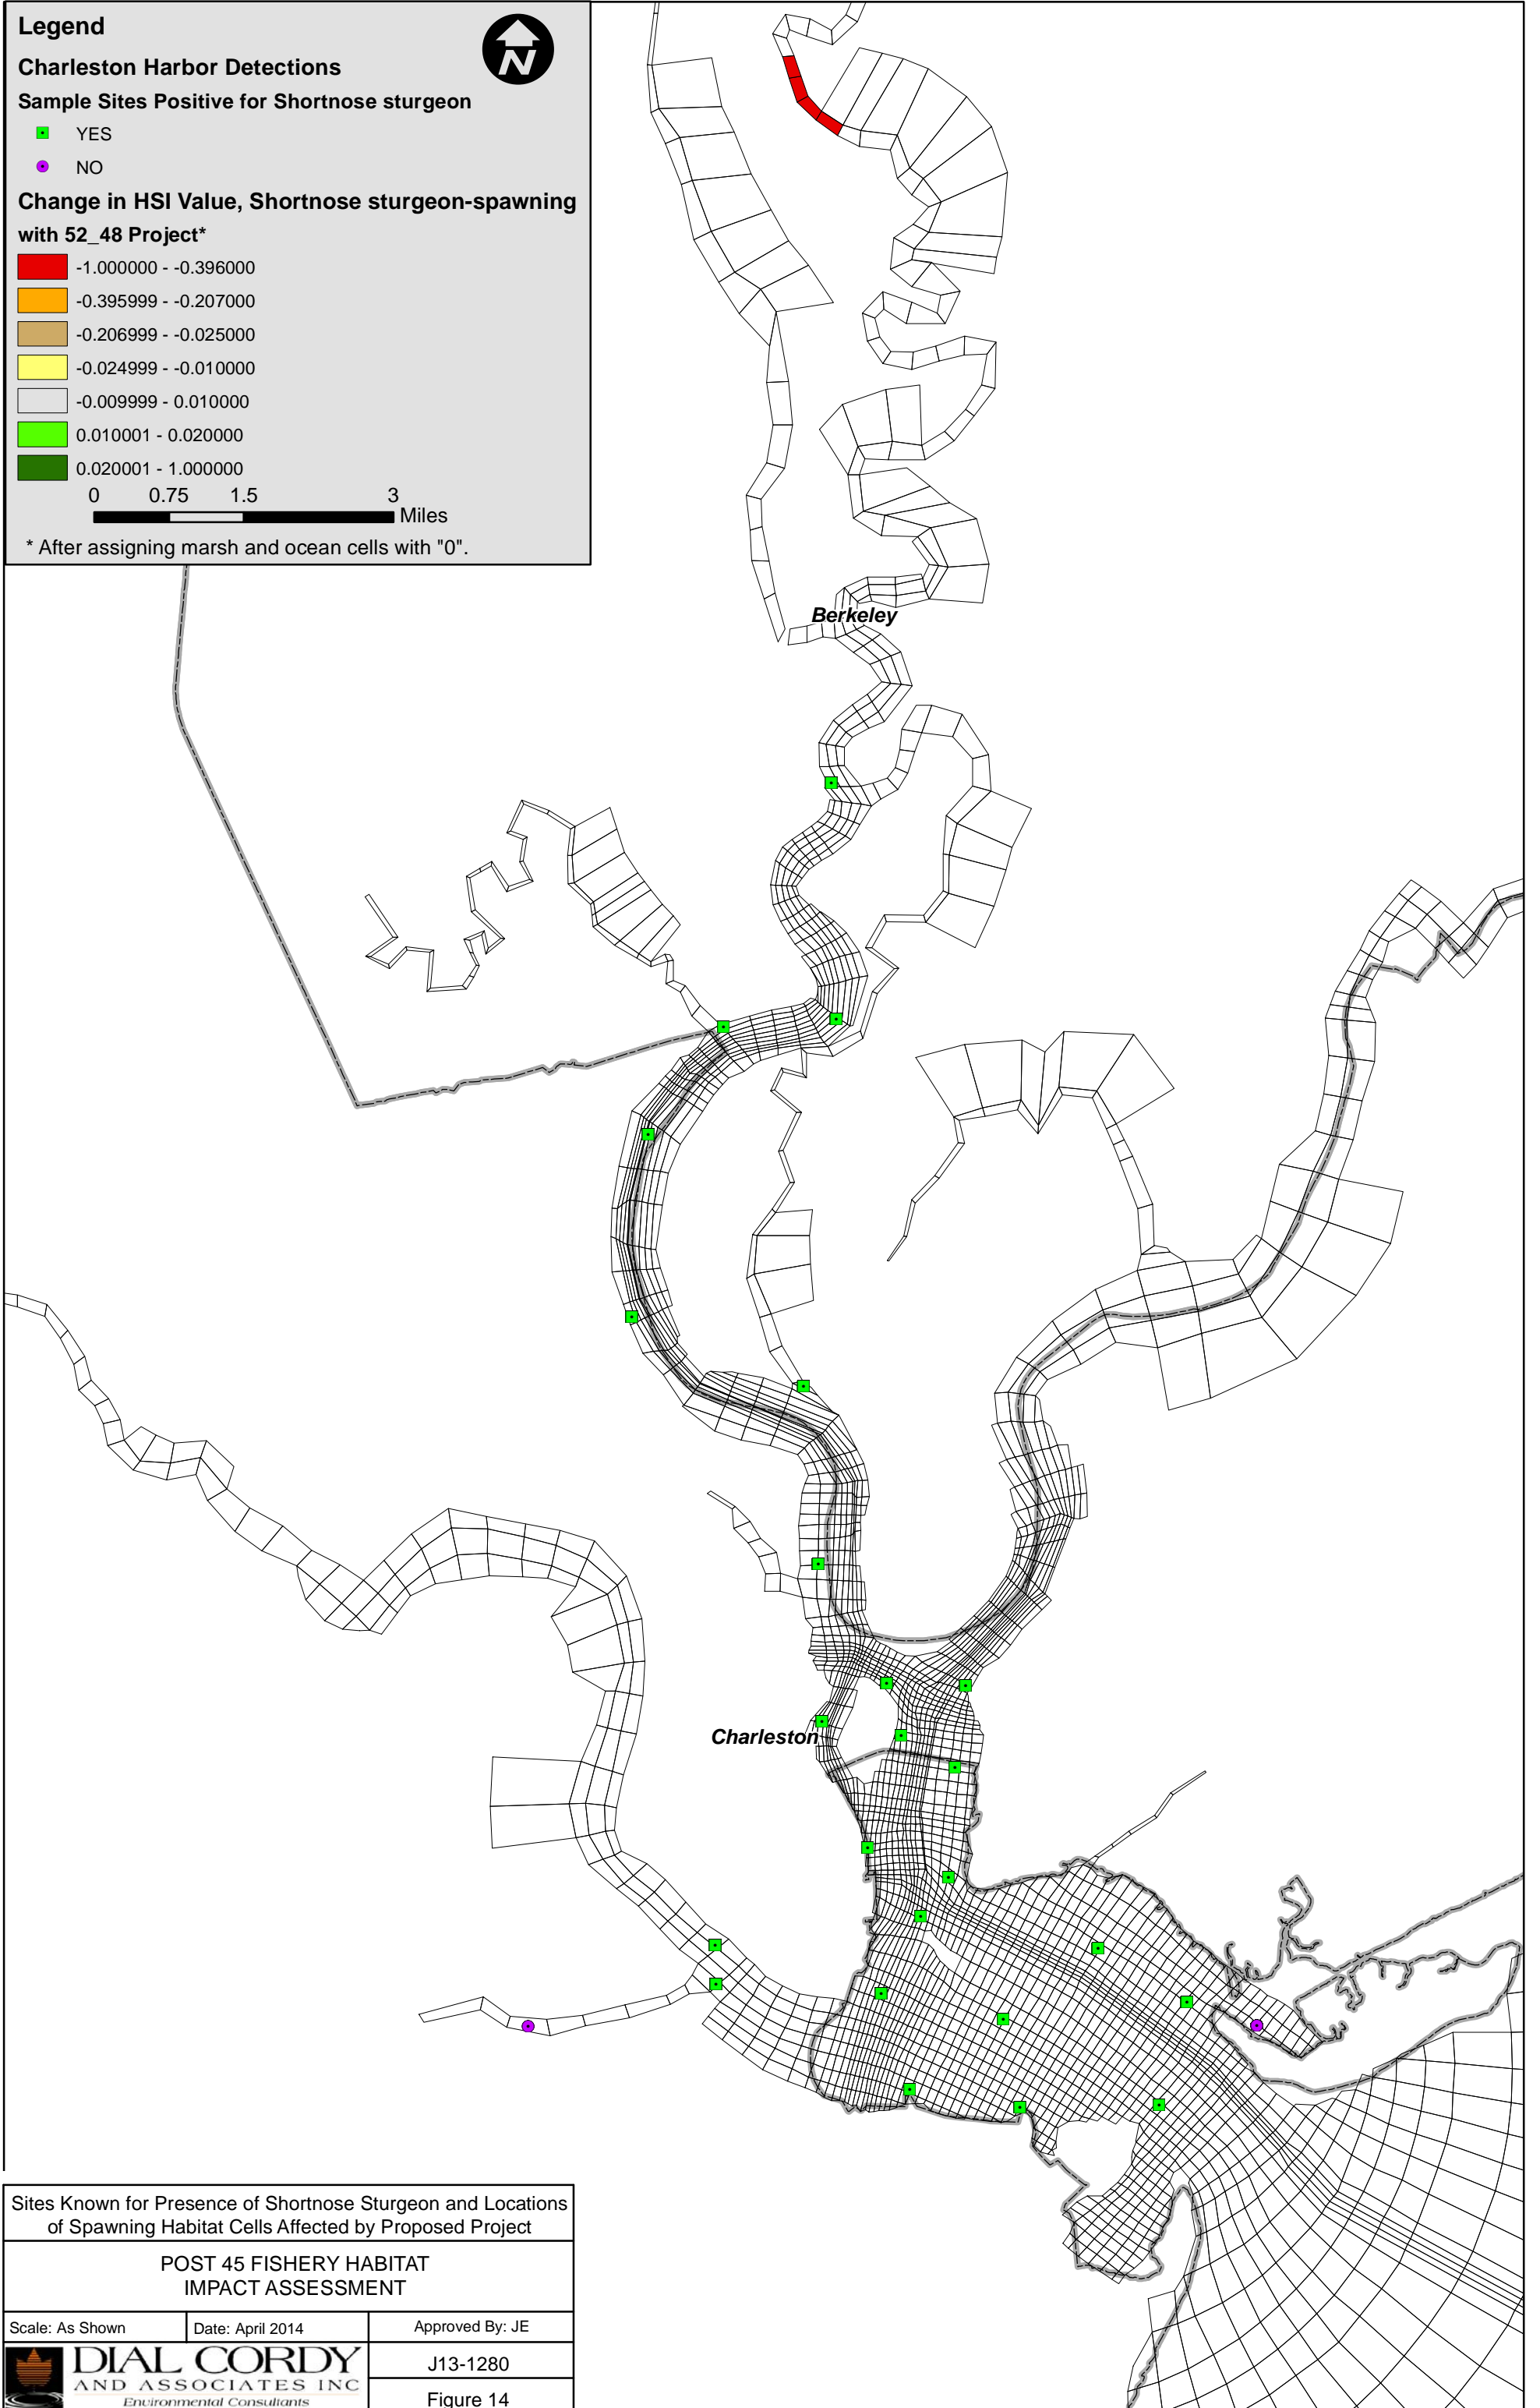 Legend
N
Charleston Harbor Detections
Sample Sites Positive for Shortnose sturgeon
YES
NO
Change in HSI Value, Shortnose sturgeon-spawning
with 52_48 Project*
-1.000000 - -0.396000
-0.395999 - -0.207000
-0.206999 - -0.025000
-0.024999 - -0.010000
-0.009999 - 0.010000
0.010001 - 0.020000
0.020001 - 1.000000
0 0.75 1.5 3
Miles
* After assigning marsh and ocean cells with "0".
Berkeley
Charleston
Sites Known for Presence of Shortnose Sturgeon and Locations
of Spawning Habitat Cells Affected by Proposed Project
POST 45 FISHERY HABITAT
IMPACT ASSESSMENT
Scale: As Shown
Date: April 2014
Approved By: JE
DIAL CORDY
AND ASSOCIATES INC
Environmental Consultants
J13-1280
Figure 14